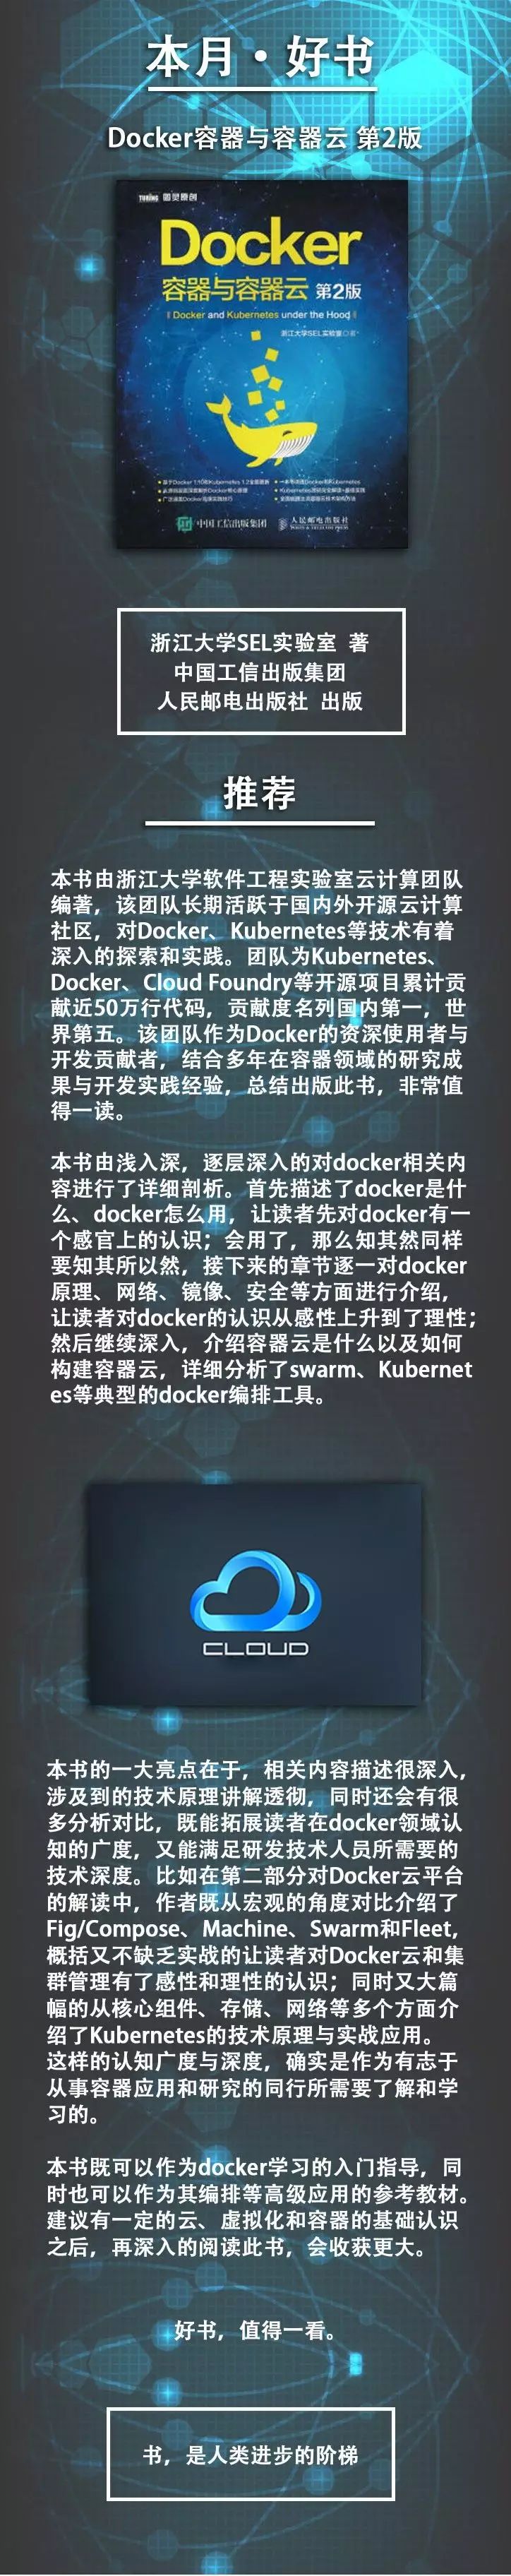 本月·好书
Docker容器与容器云 第2版
TURING 图灵原创
Docker
容器与容器云 第2版
Docker and Kubernetes under the Hood
浙江大学SEL实验室◎著
中国工信出版集团
人民邮电出版社
POSTS & TELECOM PRESS
浙江大学SEL实验室 著
中国工信出版集团
人民邮电出版社 出版
推荐
本书由浙江大学软件工程实验室云计算团队
编著，该团队长期活跃于国内外开源云计算
社区，对Docker、Kubernetes等技术有着
深入的探索和实践。团队为Kubernetes、
Docker、Cloud Foundry等开源项目累计贡
献近50万行代码，贡献度名列国内第一，世
界第五。该团队作为Docker的资深使用者与
开发贡献者，结合多年在容器领域的研究成
果与开发实践经验，总结出版此书，非常值
得一读。
本书由浅入深，逐层深入的对docker相关内
容进行了详细剖析。首先描述了docker是什
么、docker怎么用，让读者先对docker有一
个感官上的认识；会用了，那么知其然同样
要知其所以然，接下来的章节逐一对docker
原理、网络、镜像、安全等方面进行介绍，
让读者对docker的认识从感性上升到了理性；
然后继续深入，介绍容器云是什么以及如何
构建容器云，详细分析了swarm、Kubernet
es等典型的docker编排工具。
CLOUD
本书的一大亮点在于，相关内容描述很深入，
涉及到的技术原理讲解透彻，同时还会有很
多分析对比，既能拓展读者在docker领域认
知的广度，又能满足研发技术人员所需要的
技术深度。比如在第二部分对Docker云平台
的解读中，作者既从宏观的角度对比介绍了
Fig/Compose、Machine、Swarm和Fleet，
概括又不缺乏实战的让读者对Docker云和集
群管理有了感性和理性的认识；同时又大篇
幅的从核心组件、存储、网络等多个方面介
绍了Kubernetes的技术原理与实战应用。
这样的认知广度与深度，确实是作为有志于
从事容器应用和研究的同行所需要了解和学
习的。
本书既可以作为docker学习的入门指导，同
时也可以作为其编排等高级应用的参考教材。
建议有一定的云、虚拟化和容器的基础认识
之后，再深入的阅读此书，会收获更大。
好书，值得一看。
书，是人类进步的阶梯